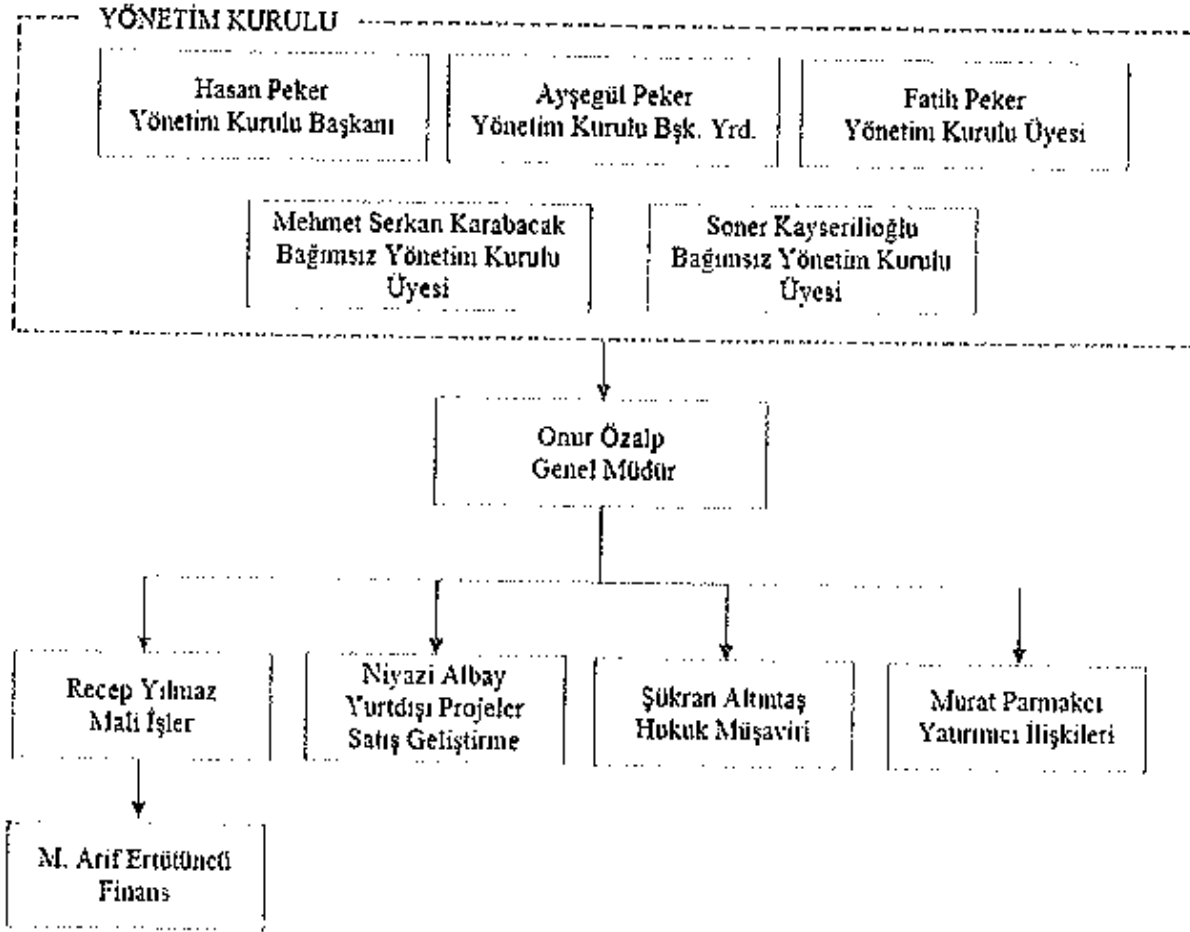 YÖNETİM KURULU
Hasan Peker
Yönetim Kurulu Başkanı
Ayşegül Peker
Yönetim Kurulu Bşk. Yrd.
Fatih Peker
Yönetim Kurulu Üyesi
Mehmet Serkan Karabacak
Bağımsız Yönetim Kurulu
Üyesi
Soner Kayserilioğlu
Bağımsız Yönetim Kurulu
Üyesi
Onur Özalp
Genel Müdür
Recep Yılmaz
Mali İşler
Niyazi Albay
Yurtdışı Projeler
Satış Geliştirme
Şükran Altıntaş
Hukuk Müşaviri
Murat Parmakcı
Yatırımcı İlişkileri
M. Arif Ertütüncü
Finans